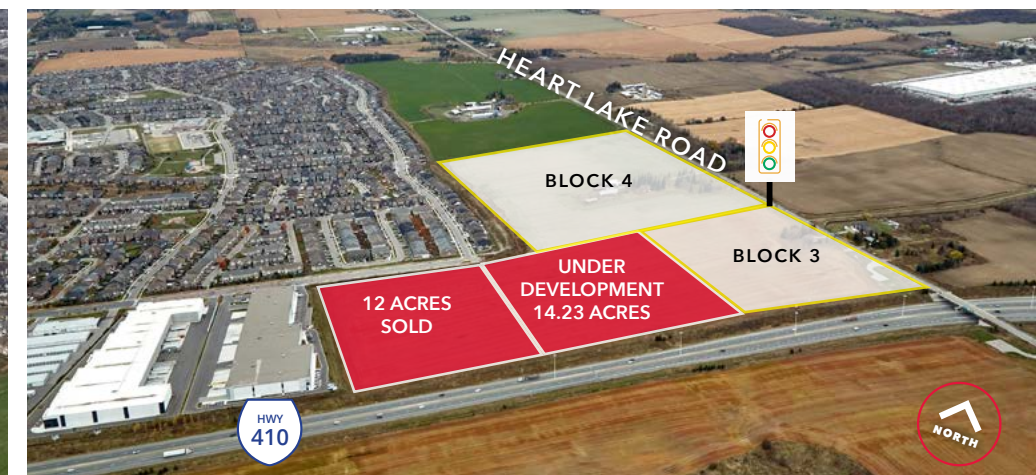 HEART LAKE ROAD
BLOCK 4
BLOCK 3
UNDER
DEVELOPMENT
14.23 ACRES
12 ACRES
SOLD
HWY
410
NORTH